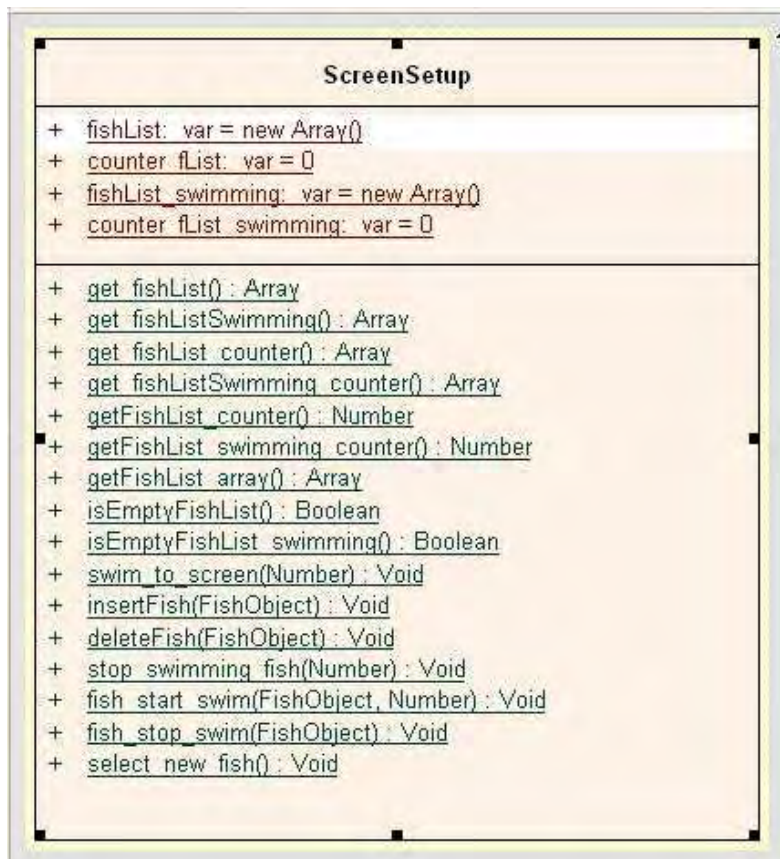 ScreenSetup
+ fishList: var = new Array()
+ counter_fList: var = 0
+ fishList_swimming: var = new Array()
+ counter_fList_swimming: var = 0
+ get_fishList() : Array
+ get_fishListSwimming() : Array
+ get_fishList_counter() : Array
+ get_fishListSwimming_counter() : Array
+ getFishList_counter() : Number
+ getFishList_swimming_counter() : Number
+ getFishList_array() : Array
+ isEmptyFishList() : Boolean
+ isEmptyFishList_swimming() : Boolean
+ swim_to_screen(Number) : Void
+ insertFish(FishObject) : Void
+ deleteFish(FishObject) : Void
+ stop_swimming_fish(Number) : Void
+ fish_start_swim(FishObject, Number) : Void
+ fish_stop_swim(FishObject) : Void
+ select_new_fish() : Void